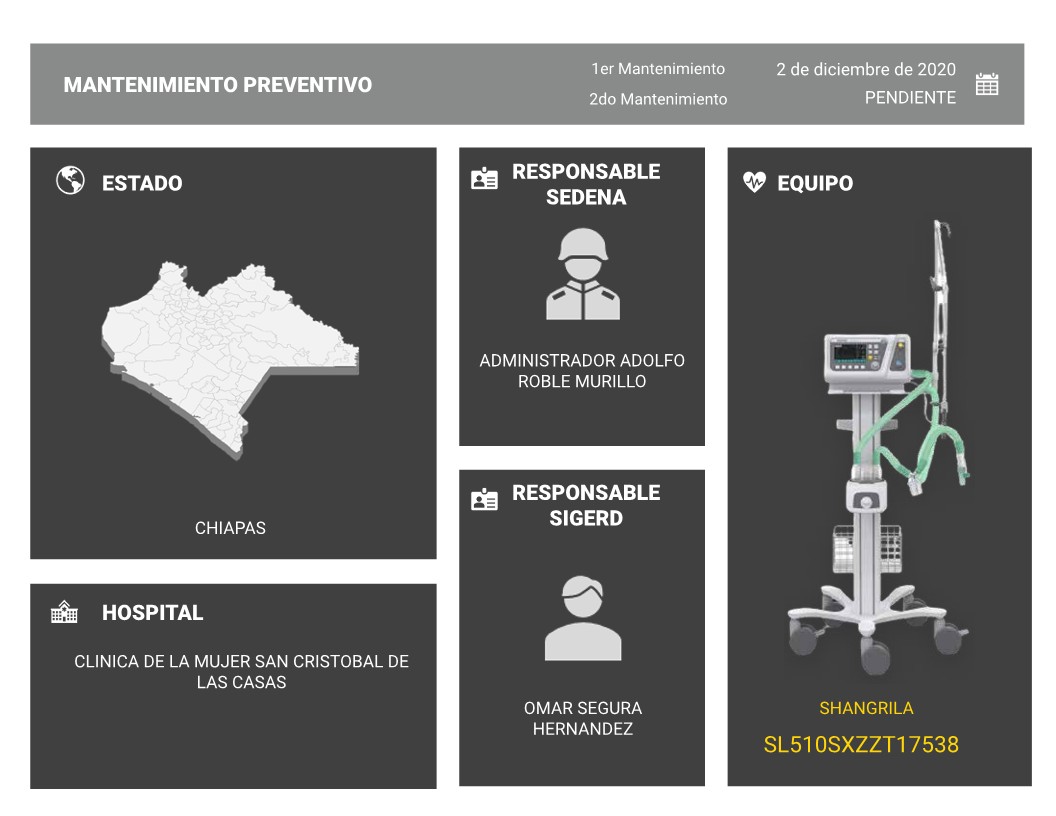 MANTENIMIENTO PREVENTIVO
1er Mantenimiento
2 de diciembre de 2020
2do Mantenimiento
PENDIENTE
ESTADO
CHIAPAS
HOSPITAL
CLINICA DE LA MUJER SAN CRISTOBAL DE
LAS CASAS
RESPONSABLE
SEDENA
ADMINISTRADOR ADOLFO
ROBLE MURILLO
RESPONSABLE
SIGERD
OMAR SEGURA
HERNANDEZ
EQUIPO
SHANGRILA
SL510SXZZT17538